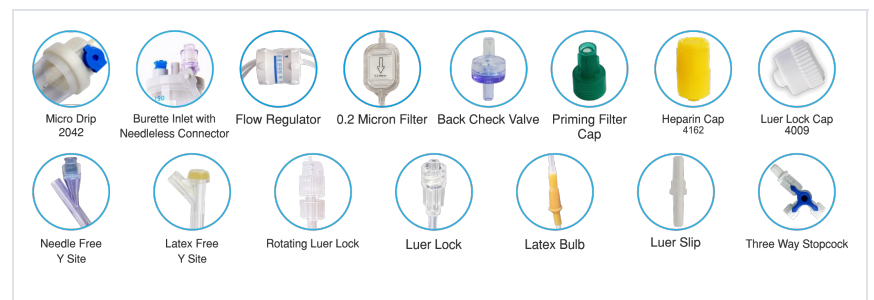 Micro Drip
2042
Burette Inlet with
Needleless Connector
Flow Regulator
0.2 Micron Filter
Back Check Valve
Priming Filter
Cap
Heparin Cap
4162
Luer Lock Cap
4009
Needle Free
Y Site
Latex Free
Y Site
Rotating Luer Lock
Luer Lock
Latex Bulb
Luer Slip
Three Way Stopcock